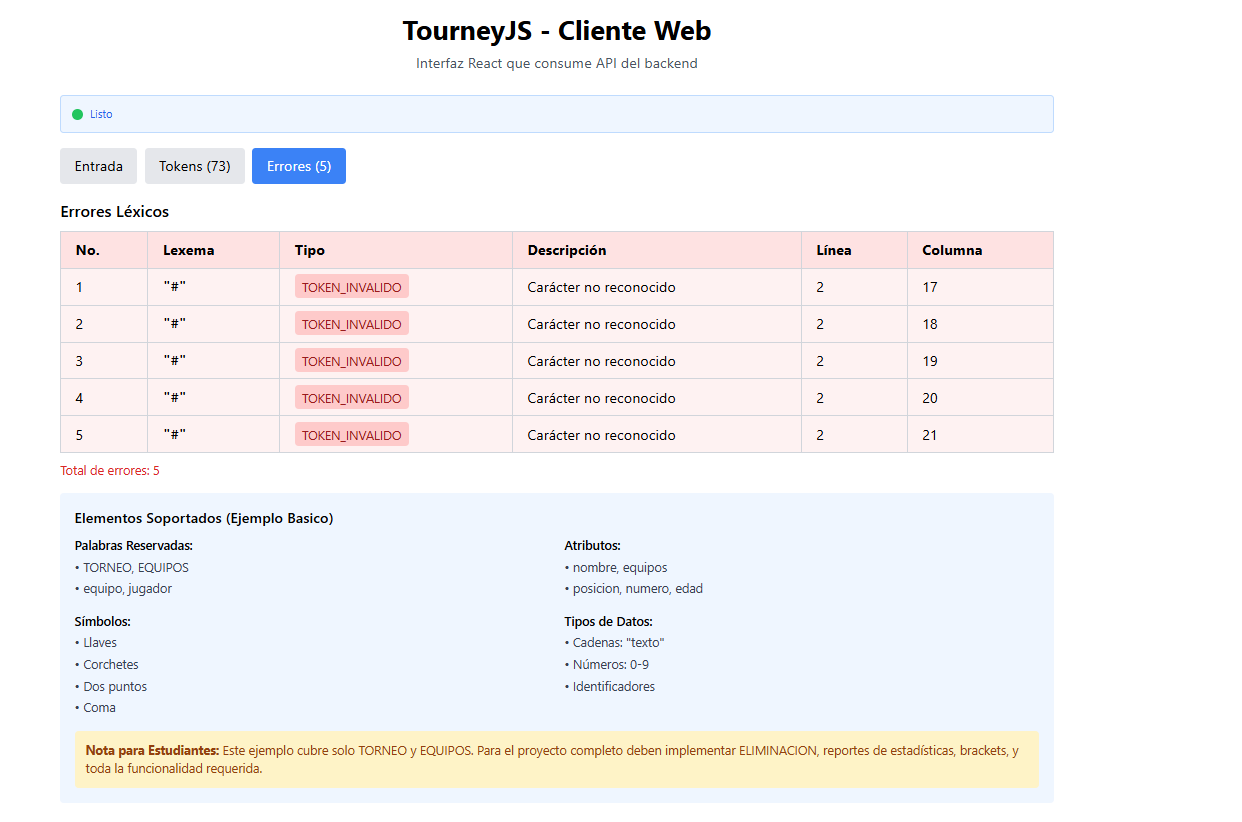 TourneyJS - Cliente Web
Interfaz React que consume API del backend
Listo
Entrada Tokens (73) Errores (5)
Errores Léxicos
No. Lexema Tipo Descripción Línea Columna
1 "#" TOKEN_INVALIDO Carácter no reconocido 2 17
2 "#" TOKEN_INVALIDO Carácter no reconocido 2 18
3 "#" TOKEN_INVALIDO Carácter no reconocido 2 19
4 "#" TOKEN_INVALIDO Carácter no reconocido 2 20
5 "#" TOKEN_INVALIDO Carácter no reconocido 2 21
Total de errores: 5
Elementos Soportados (Ejemplo Basico)
Palabras Reservadas:
• TORNEO, EQUIPOS
• equipo, jugador
Atributos:
• nombre, equipos
• posicion, numero, edad
Símbolos:
• Llaves
• Corchetes
• Dos puntos
• Coma
Tipos de Datos:
• Cadenas: "texto"
• Números: 0-9
• Identificadores
Nota para Estudiantes: Este ejemplo cubre solo TORNEO y EQUIPOS. Para el proyecto completo deben implementar ELIMINACION, reportes de estadísticas, brackets, y
toda la funcionalidad requerida.